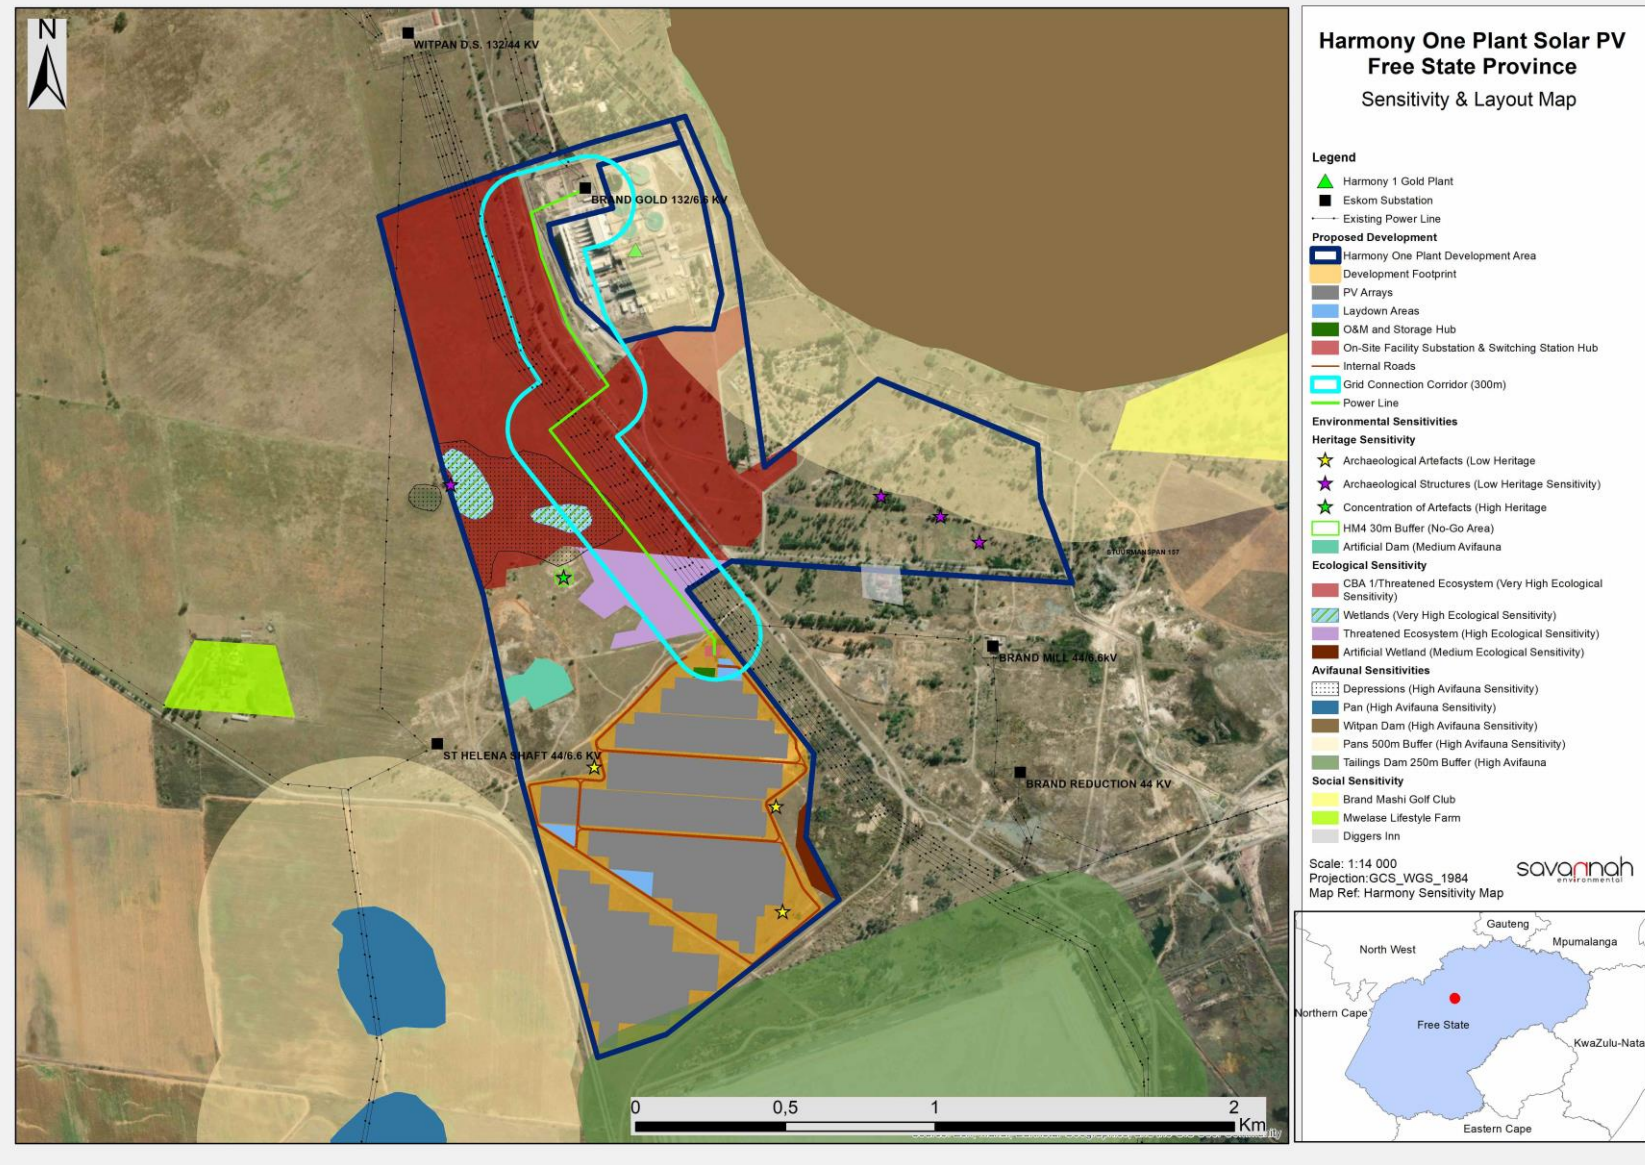 N
WITPAN D.S. 132/44 KV
BRAND GOLD 132/6.6 KV
STUURMANSPAN 157
BRAND MILL 44/6.6kV
ST HELENA SHAFT 44/6.6 KV
BRAND REDUCTION 44 KV
0 0,5 1 2
Km
Harmony One Plant Solar PV
Free State Province
Sensitivity & Layout Map
Legend
Harmony 1 Gold Plant
Eskom Substation
Existing Power Line
Proposed Development
Harmony One Plant Development Area
Development Footprint
PV Arrays
Laydown Areas
O&M and Storage Hub
On-Site Facility Substation & Switching Station Hub
Internal Roads
Grid Connection Corridor (300m)
Power Line
Environmental Sensitivities
Heritage Sensitivity
Archaeological Artefacts (Low Heritage
Archaeological Structures (Low Heritage Sensitivity)
Concentration of Artefacts (High Heritage
HM4 30m Buffer (No-Go Area)
Artificial Dam (Medium Avifauna
Ecological Sensitivity
CBA 1/Threatened Ecosystem (Very High Ecological
Sensitivity)
Wetlands (Very High Ecological Sensitivity)
Threatened Ecosystem (High Ecological Sensitivity)
Artificial Wetland (Medium Ecological Sensitivity)
Avifaunal Sensitivities
Depressions (High Avifauna Sensitivity)
Pan (High Avifauna Sensitivity)
Witpan Dam (High Avifauna Sensitivity)
Pans 500m Buffer (High Avifauna Sensitivity)
Tailings Dam 250m Buffer (High Avifauna
Social Sensitivity
Brand Mashi Golf Club
Mwelase Lifestyle Farm
Diggers Inn
Scale: 1:14 000
Projection:GCS_WGS_1984
Map Ref: Harmony Sensitivity Map
savannah
environmental
Gauteng
North West
Mpumalanga
Northern Cape
Free State
KwaZulu-Nata
Eastern Cape